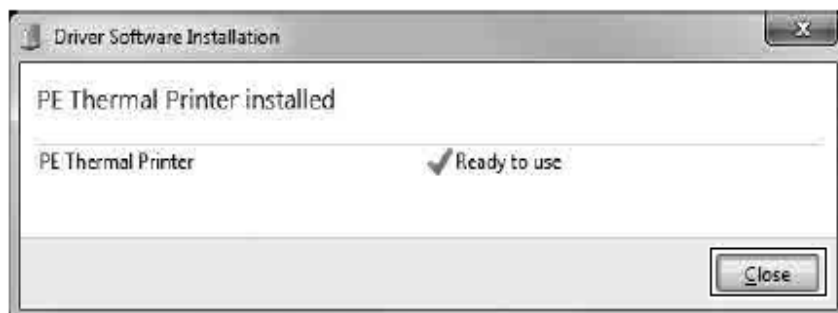 Driver Software Installation
PE Thermal Printer installed
PE Thermal Printer Ready to use
Close